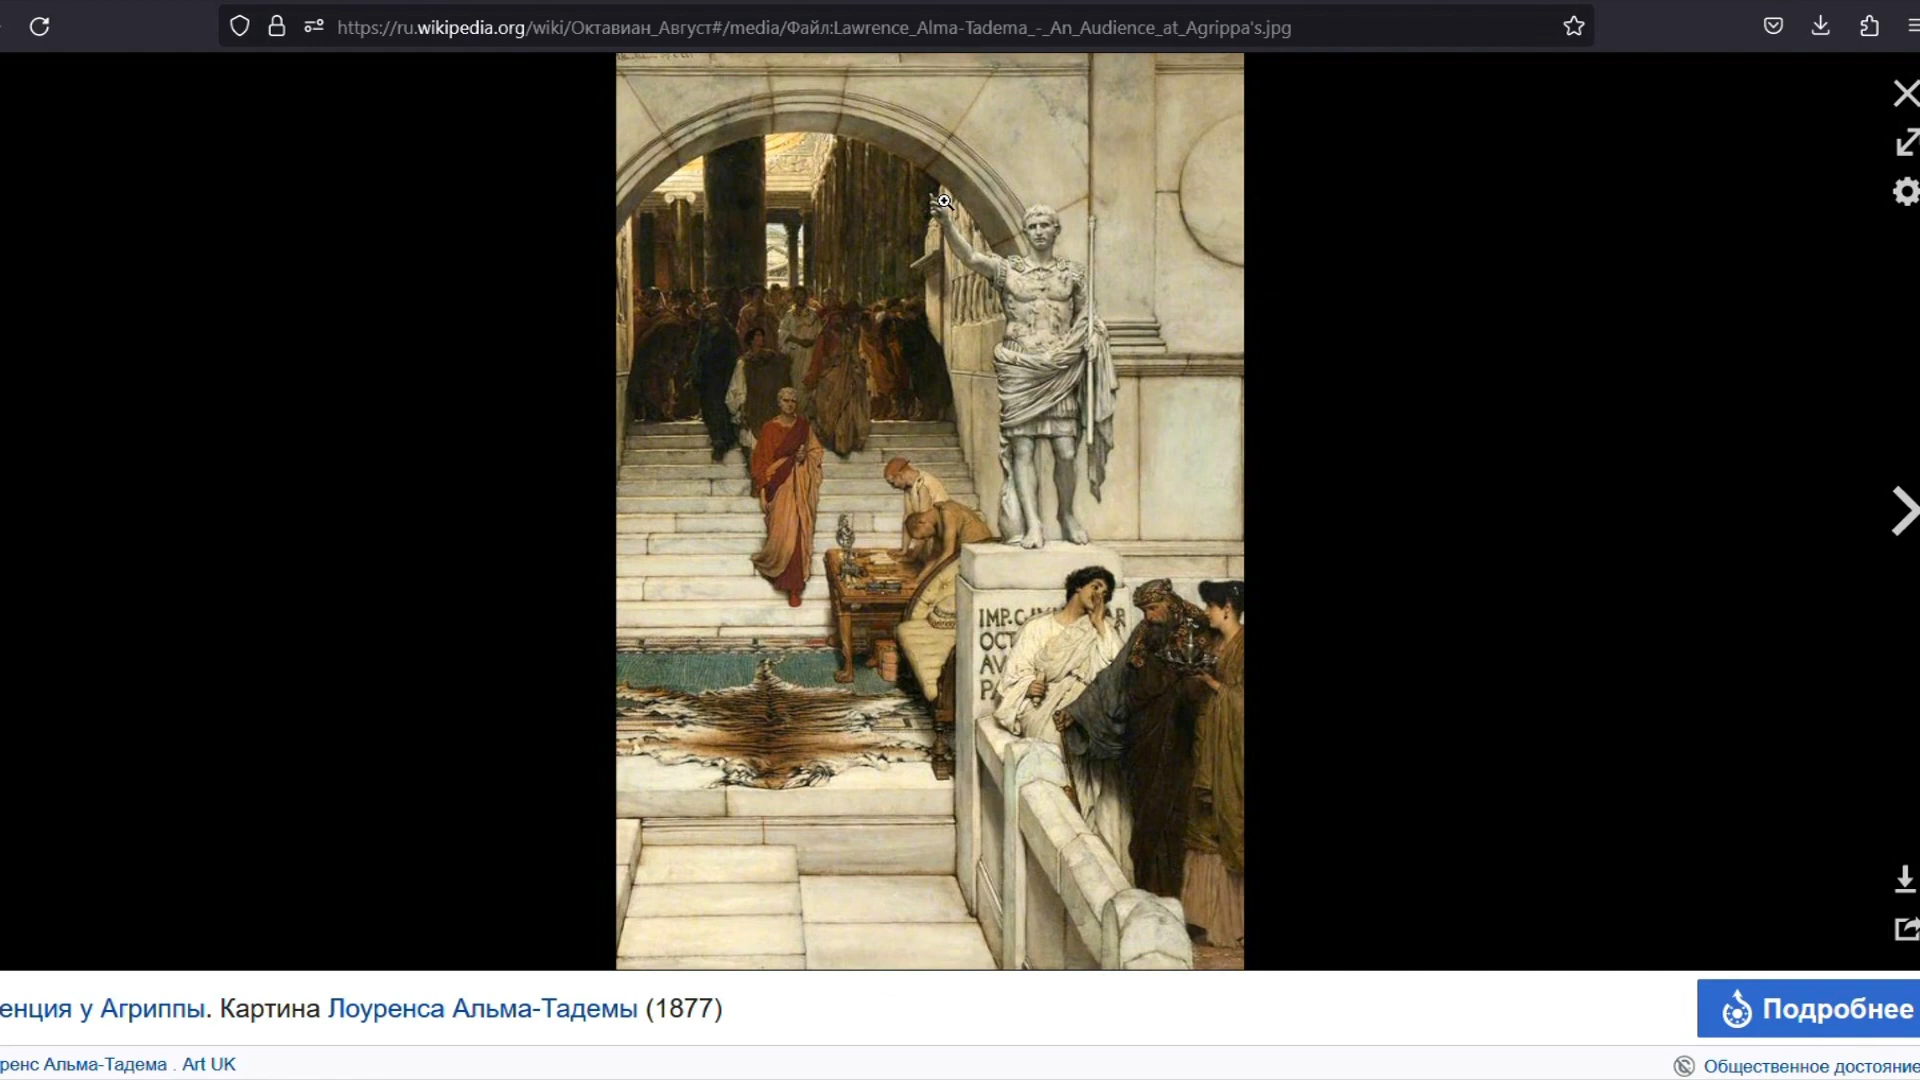 https://ru.wikipedia.org/wiki/Октавиан_Август#/media/Файл:Lawrence_Alma-Tadema_-_An_Audience_at_Agrippa's.jpg
IMP.C
OCT
AV
P
енция у Агриппы. Картина Лоуренса Альма-Тадемы (1877)
Подробнее
ренс Альма-Тадема . Art UK
Общественное достояние